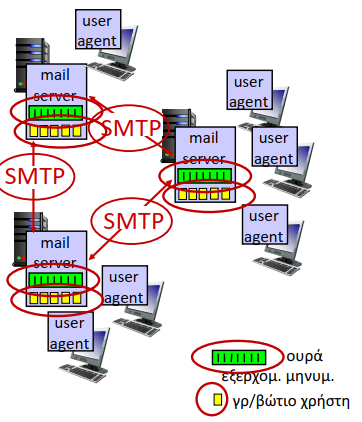 user
agent
mail
server
SMTP
user
agent
mail
server
user
agent
SMTP
SMTP
user
agent
mail
server
user
agent
user
agent
ουρά
εξερχομ. μηνυμ.
γρ/βώτιο χρήστη